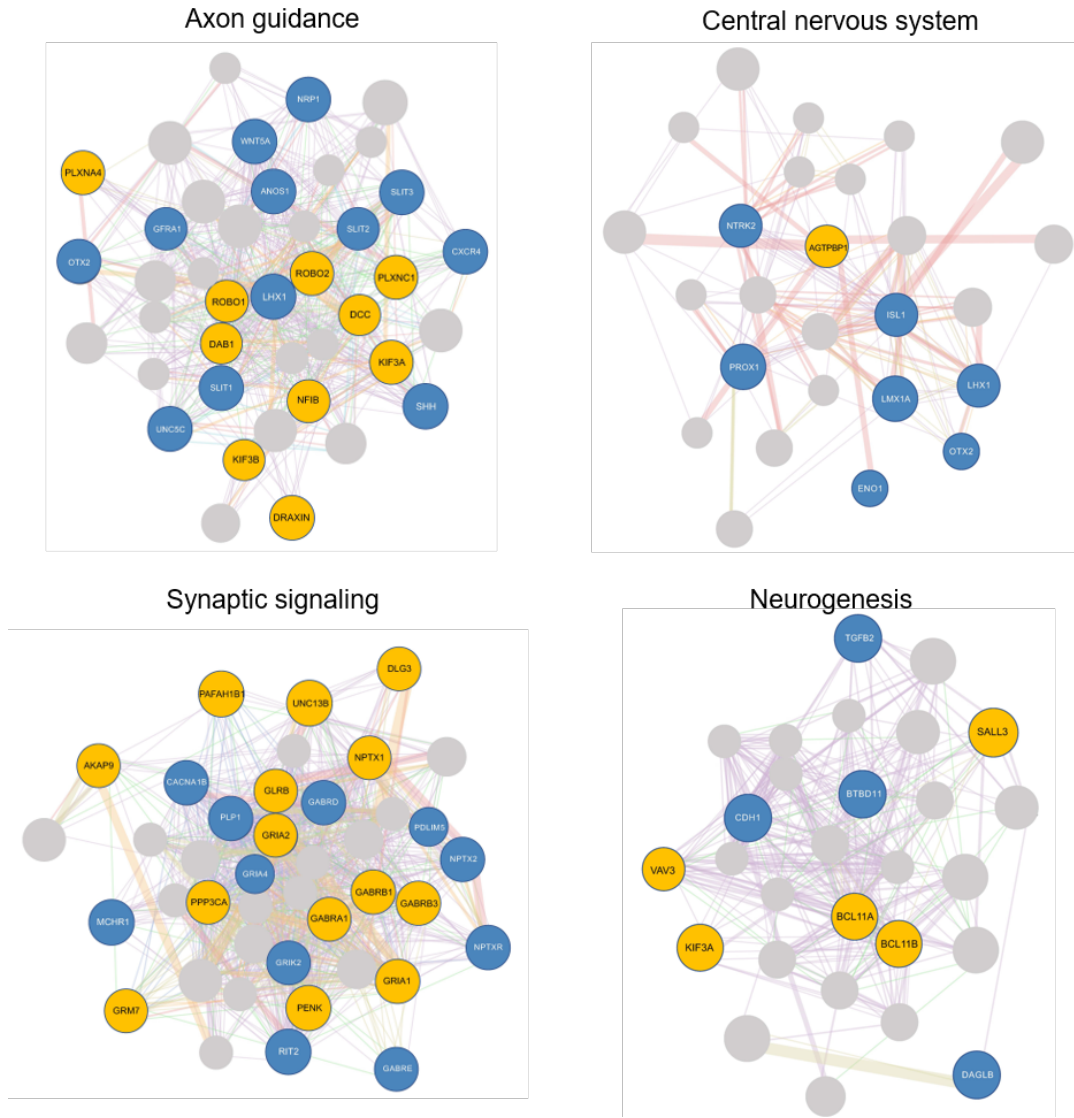 Axon guidance
Central nervous system
NRP1
WNT5A
PLXNA4
ANOS1
SLIT3
GFRA1
SLIT2
OTX2
CXCR4
ROBO2
PLXNC1
ROBO1
LHX1
DCC
DAB1
KIF3A
SLIT1
NFIB
SHH
UNC5C
KIF3B
DRAXIN
NTRK2
AGTPBP1
ISL1
PROX1
LHX1
LMX1A
OTX2
ENO1
Synaptic signaling
Neurogenesis
DLG3
PAFAH1B1
UNC13B
NPTX1
AKAP9
CACNA1B
GLRB
GABRD
PLP1
PDLIM5
GRIA2
NPTX2
GRIA4
GABRB1
PPP3CA
GABRB3
GABRA1
MCHR1
NPTXR
GRIK2
GRIA1
PENK
GRM7
RIT2
GABRE
TGFB2
SALL3
BTBD11
CDH1
VAV3
BCL11A
KIF3A
BCL11B
DAGLB